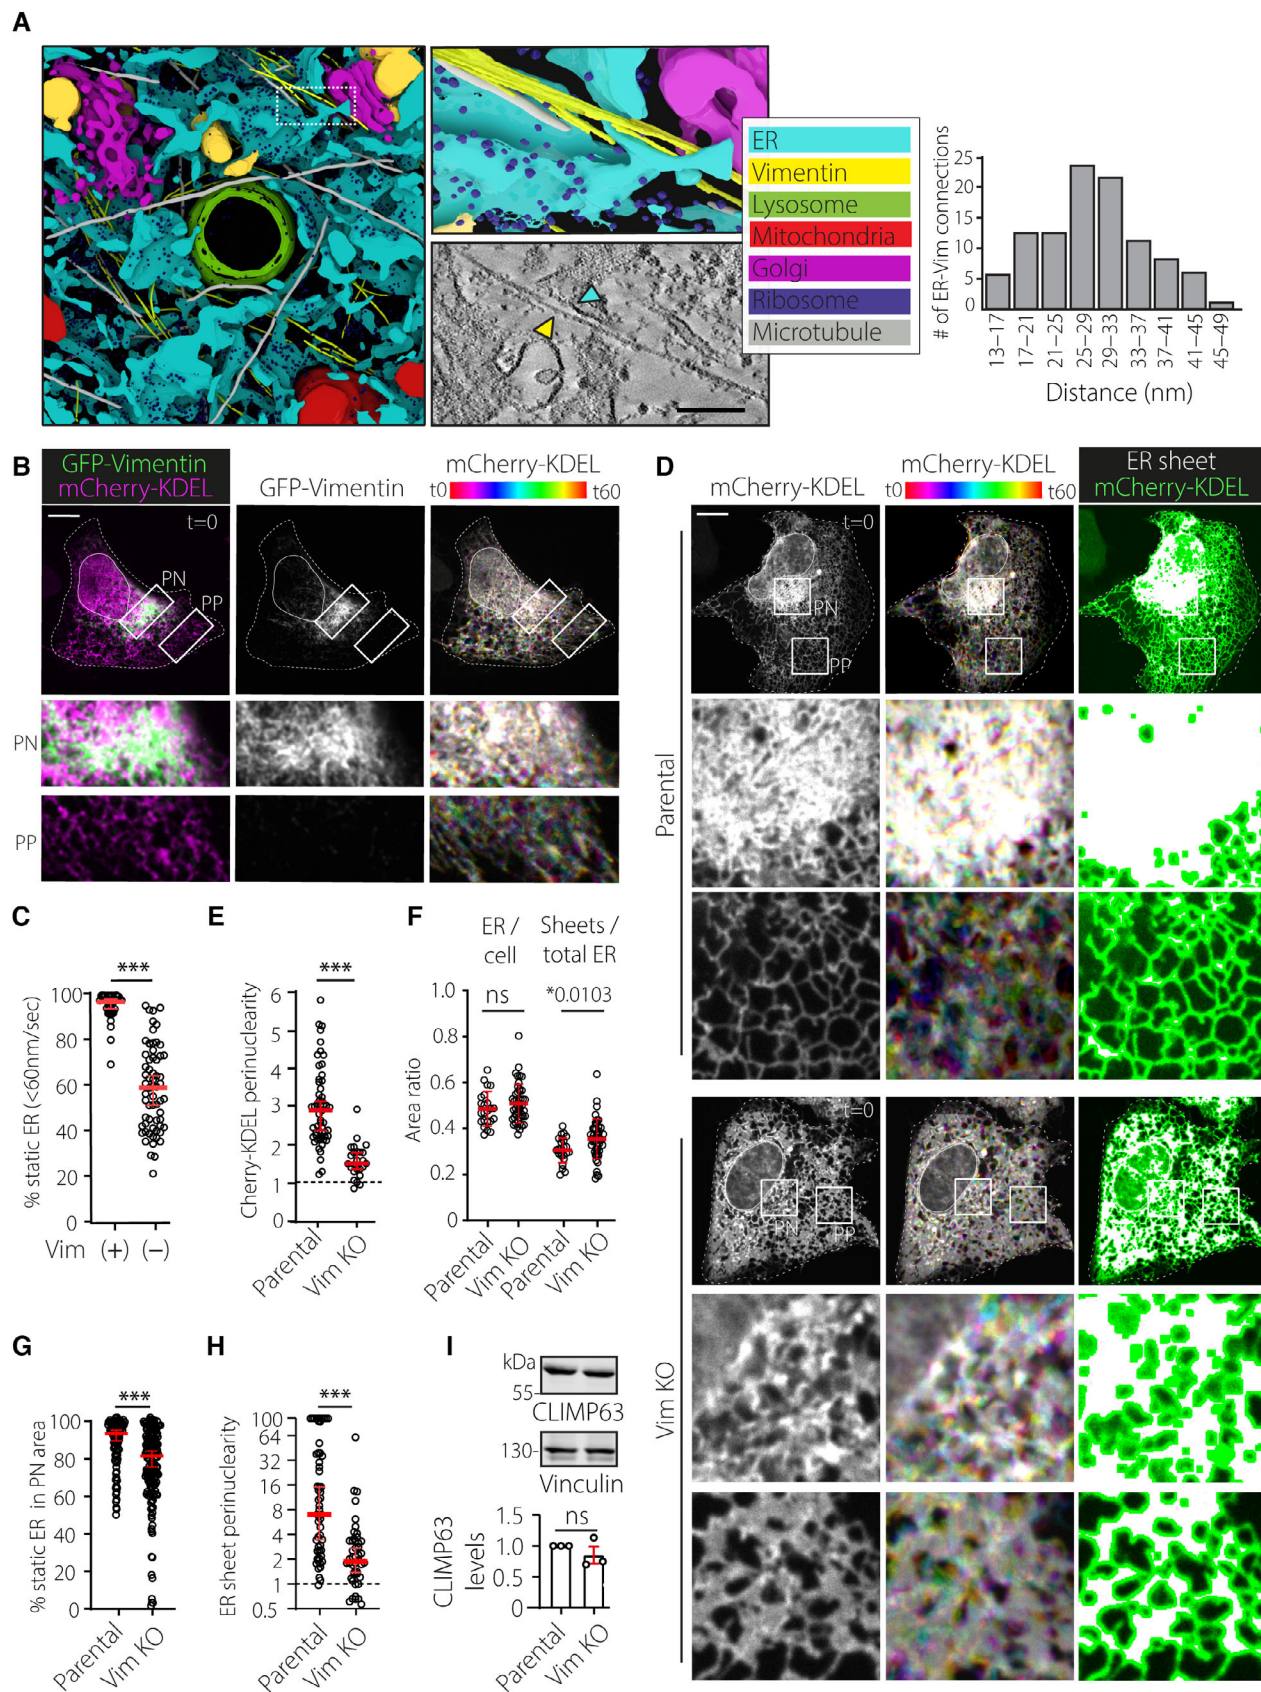 A
ER
Vimentin
Lysosome
Mitochondria
Golgi
Ribosome
Microtubule
# of ER-Vim connections
25
20
15
10
5
0
13–17
17–21
21–25
25–29
29–33
33–37
37–41
41–45
45–49
Distance (nm)
B
GFP-Vimentin
mCherry-KDEL
GFP-Vimentin
mCherry-KDEL
t0 t60
t=0
PN
PP
PN
PP
C
***
% static ER (<60nm/sec)
100
80
60
40
20
0
Vim (+) (−)
D
mCherry-KDEL
mCherry-KDEL
t0 t60
ER sheet
mCherry-KDEL
t=0
PN
PP
Parental
t=0
PN
PP
Vim KO
E
***
Cherry-KDEL perinuclearity
6
5
4
3
2
1
0
Parental
Vim KO
F
ER / cell
Sheets / total ER
ns
*0.0103
Area ratio
1.0
0.8
0.6
0.4
0.2
0
Parental
Vim KO
Parental
Vim KO
G
***
% static ER in PN area
100
80
60
40
20
0
Parental
Vim KO
H
***
ER sheet perinuclearity
100
64
32
16
8
4
2
1
0.5
Parental
Vim KO
I
kDa
55
CLIMP63
130
Vinculin
CLIMP63 levels
ns
1.5
1.0
0.5
0
Parental
Vim KO